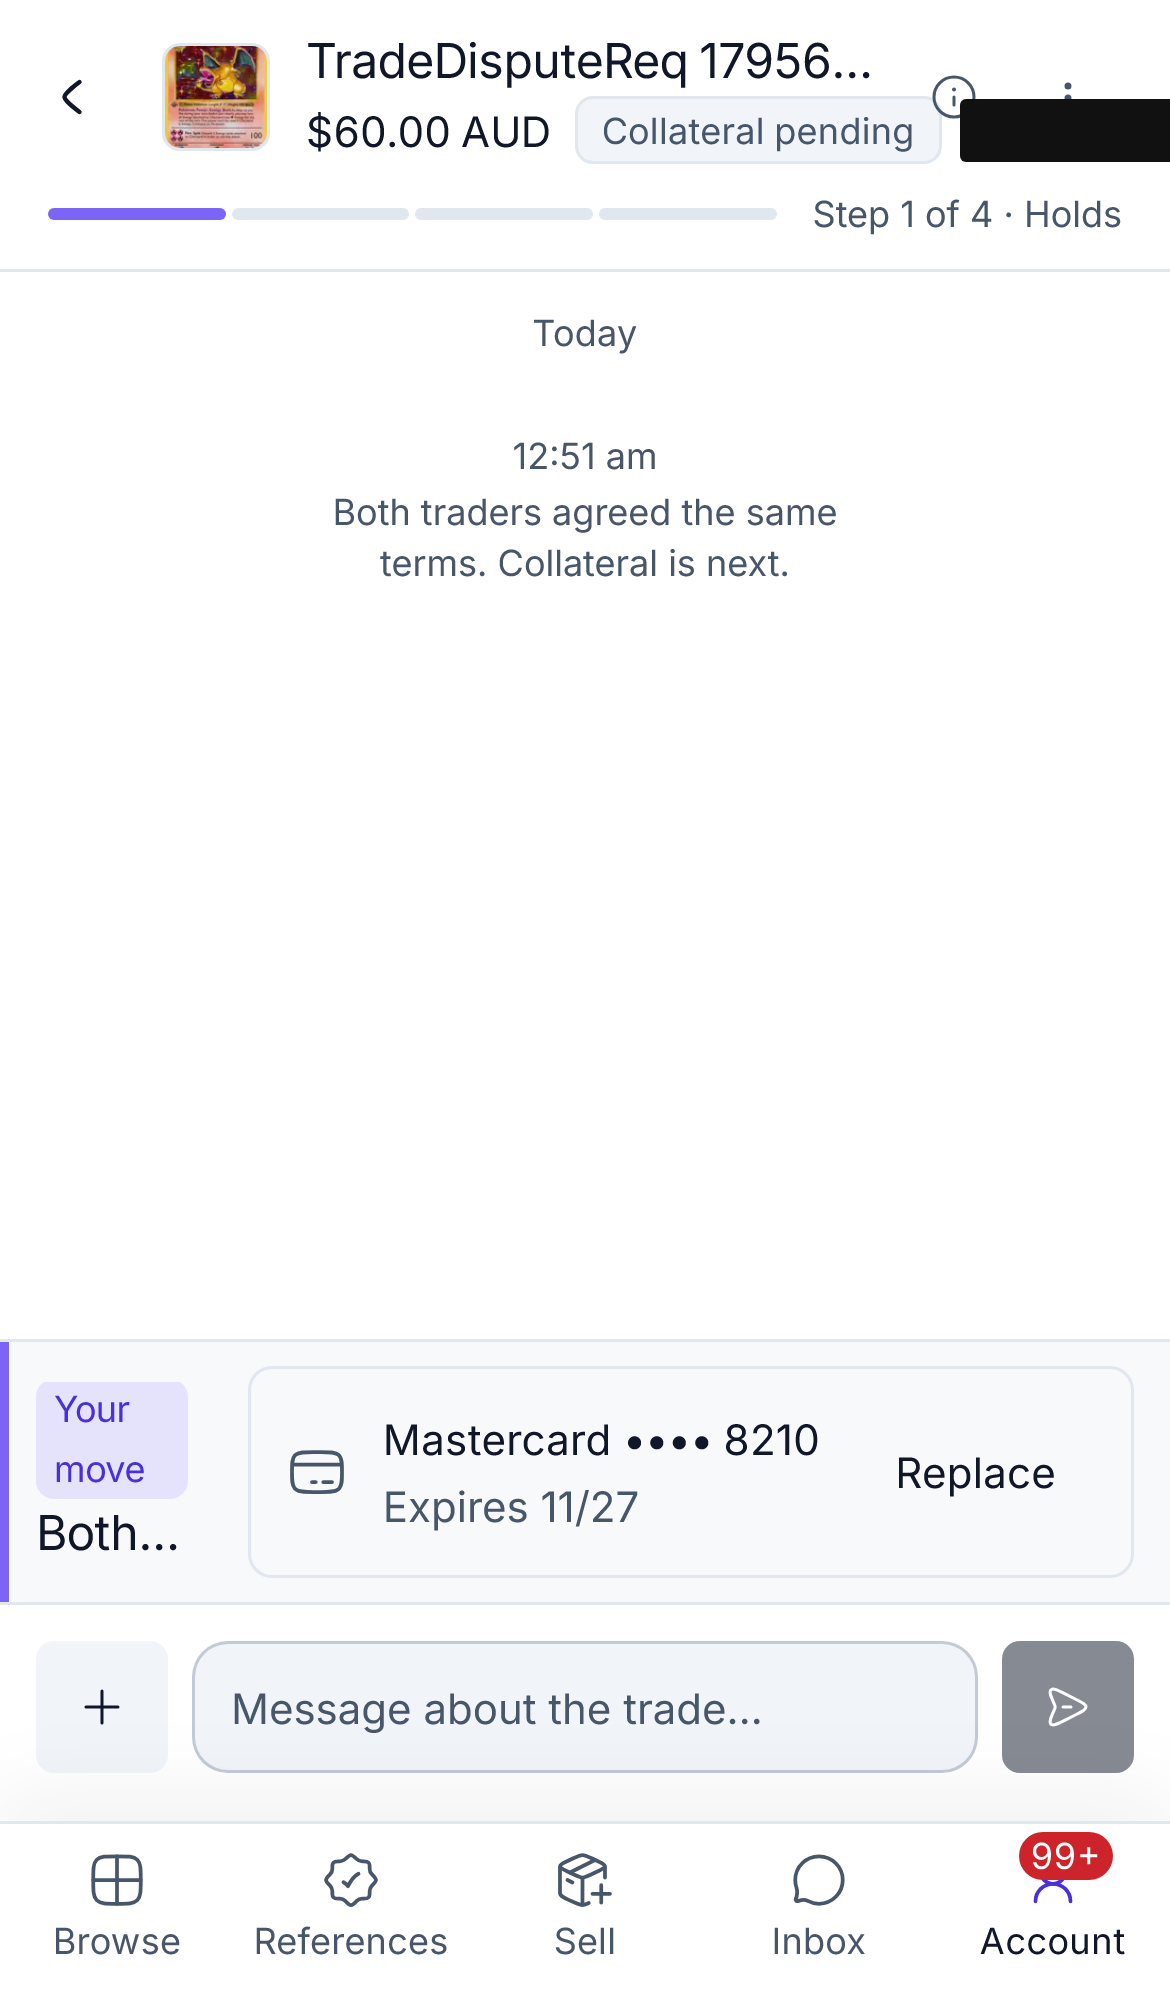 TradeDisputeReq 17956...
$60.00 AUD
Collateral pending
Step 1 of 4 · Holds
Today
12:51 am
Both traders agreed the same
terms. Collateral is next.
Your
move
Both...
Mastercard •••• 8210
Expires 11/27
Replace
Message about the trade...
99+
Browse
References
Sell
Inbox
Account